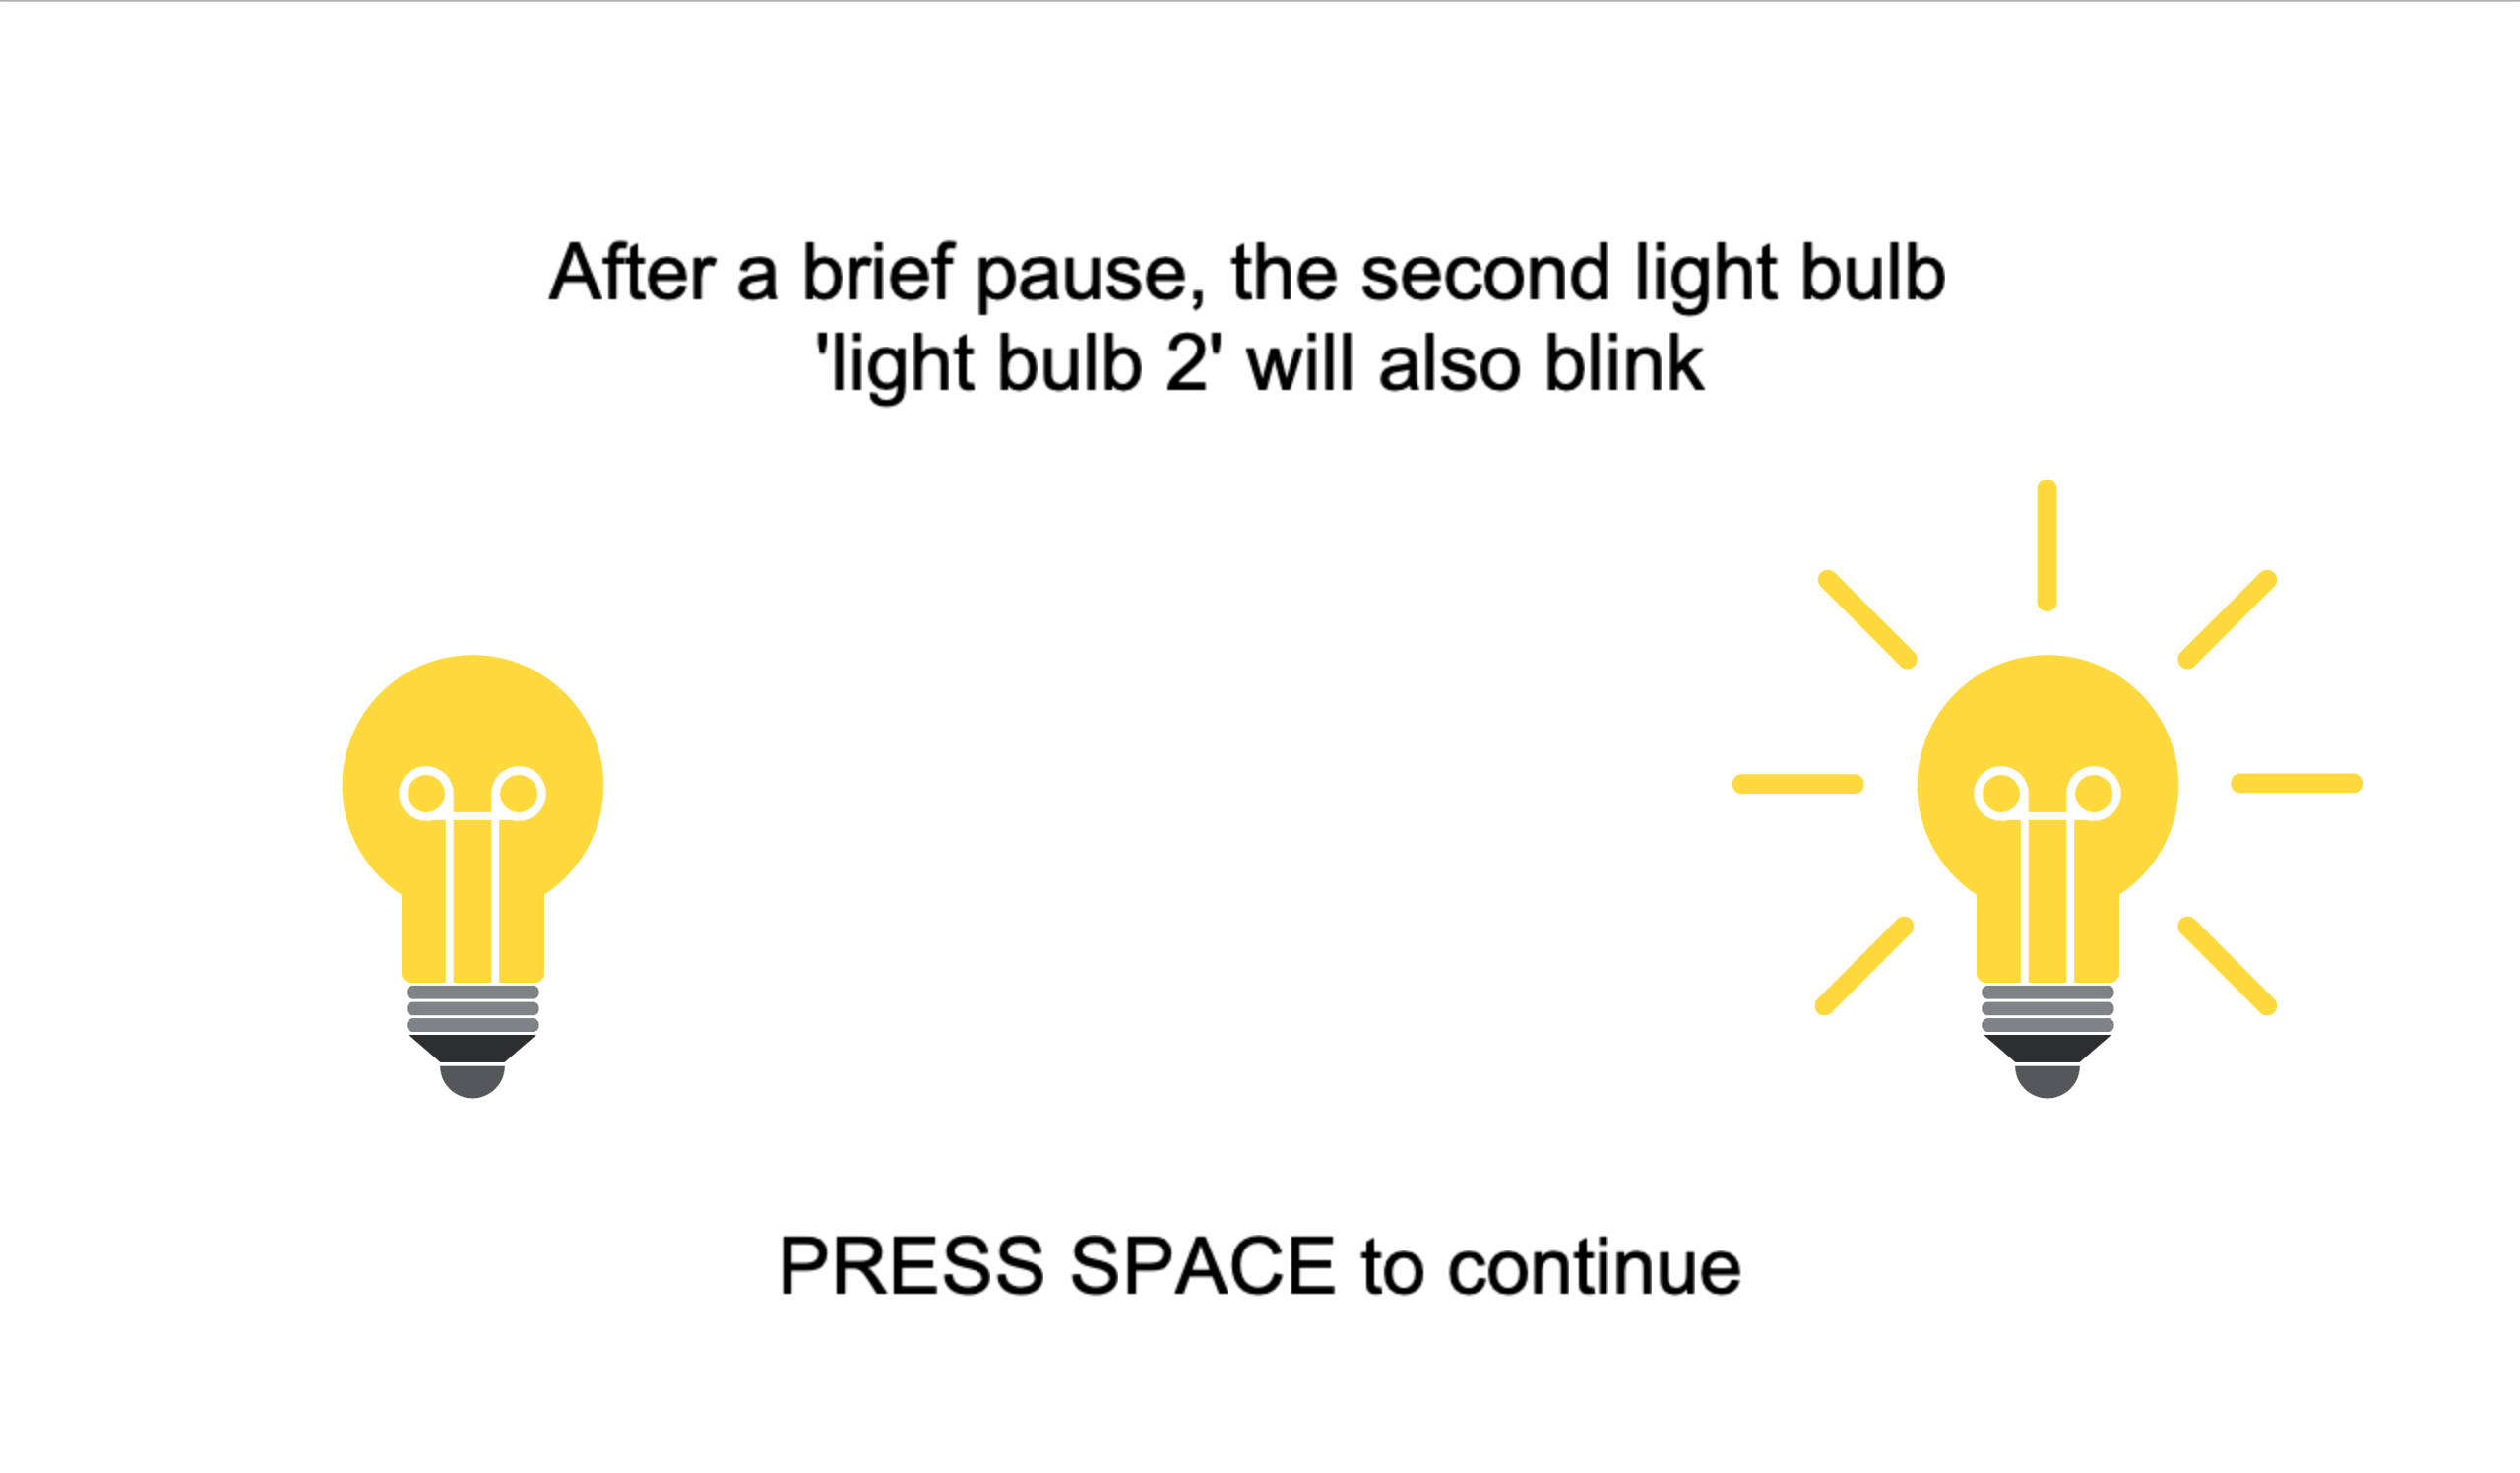 After a brief pause, the second light bulb
'light bulb 2' will also blink
PRESS SPACE to continue